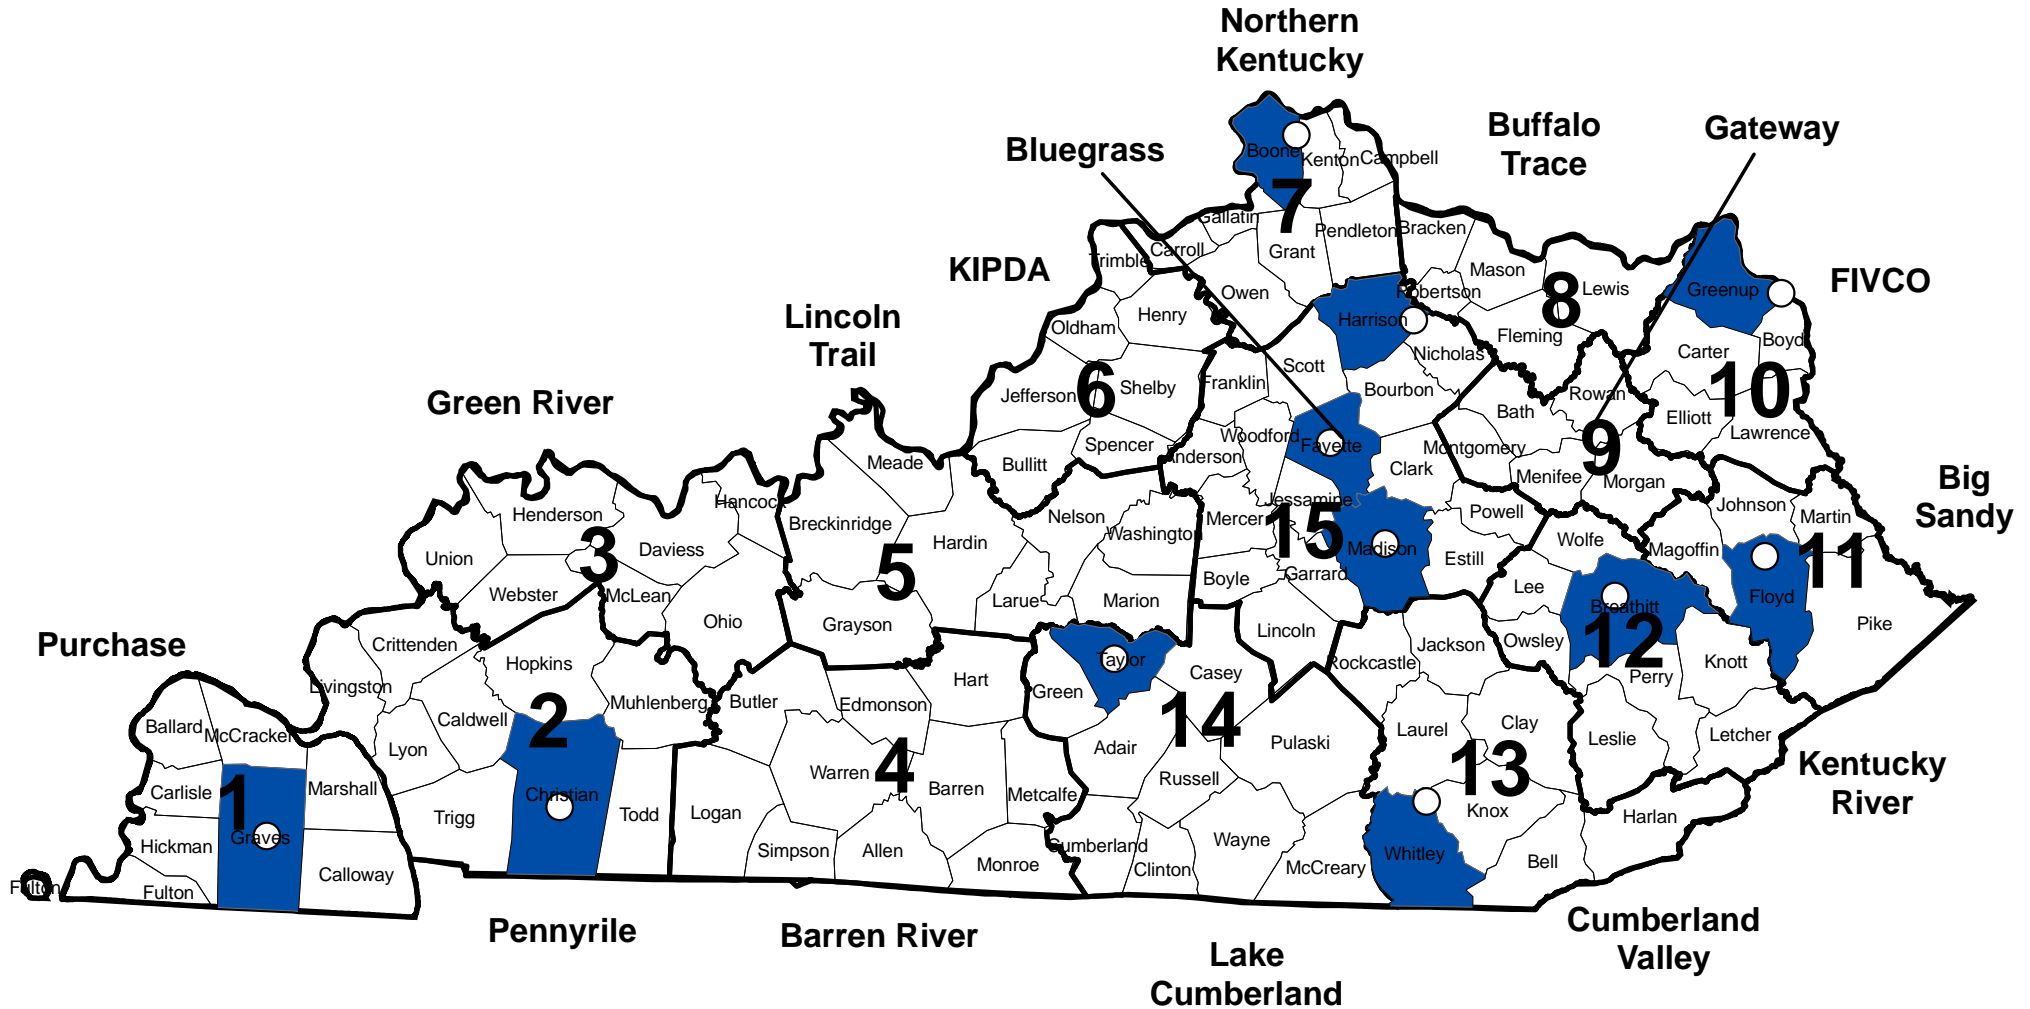 Northern
Kentucky
Buffalo
Trace
Gateway
Bluegrass
Boone
Kenton
Campbell
7
Gallatin
Carroll
Grant
Pendleton
Bracken
KIPDA
Trimble
Owen
Robertson
Mason
8
Lewis
Greenup
FIVCO
Lincoln
Trail
Oldham
Henry
Harrison
Fleming
Nicholas
Scott
Carter
Boyd
Green River
Jefferson
6
Shelby
Franklin
Bourbon
Rowan
10
Bath
Elliott
Lawrence
Meade
Bullitt
Spencer
Anderson
Woodford
Fayette
Clark
Montgomery
9
Menifee
Morgan
Big
Sandy
Henderson
Hancock
Breckinridge
Nelson
Washington
Mercer
Jessamine
15
Powell
Johnson
Martin
Union
3
Daviess
5
Hardin
Madison
Estill
Wolfe
Magoffin
11
Webster
McLean
Ohio
Grayson
Larue
Marion
Boyle
Garrard
Lee
Breathitt
Floyd
Pike
Purchase
Crittenden
Hopkins
Lincoln
Jackson
Owsley
12
Knott
Livingston
Hart
Taylor
Green
Casey
Rockcastle
Perry
Ballard
McCracken
Caldwell
2
Muhlenberg
Butler
Edmonson
14
Laurel
Clay
Leslie
Letcher
Lyon
Adair
Pulaski
13
Kentucky
River
Carlisle
1
Marshall
Christian
Warren
4
Barren
Metcalfe
Russell
Knox
Harlan
Trigg
Todd
Logan
Hickman
Graves
Simpson
Allen
Monroe
Cumberland
Wayne
Whitley
Bell
Fulton
Fulton
Calloway
Clinton
McCreary
Pennyrile
Barren River
Lake
Cumberland
Cumberland
Valley